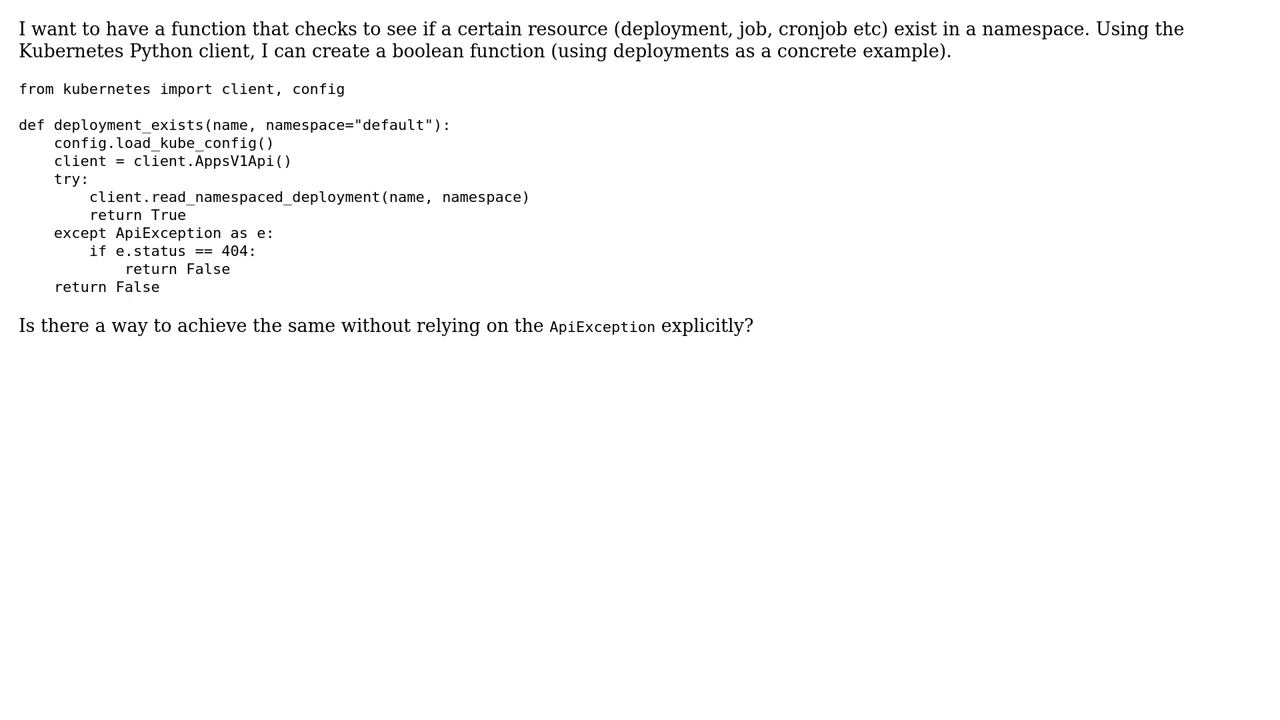 I want to have a function that checks to see if a certain resource (deployment, job, cronjob etc) exist in a namespace. Using the
Kubernetes Python client, I can create a boolean function (using deployments as a concrete example).
from kubernetes import client, config
def deployment_exists(name, namespace="default"):
    config.load_kube_config()
    client = client.AppsV1Api()
    try:
        client.read_namespaced_deployment(name, namespace)
        return True
    except ApiException as e:
        if e.status == 404:
            return False
    return False
Is there a way to achieve the same without relying on the ApiException explicitly?